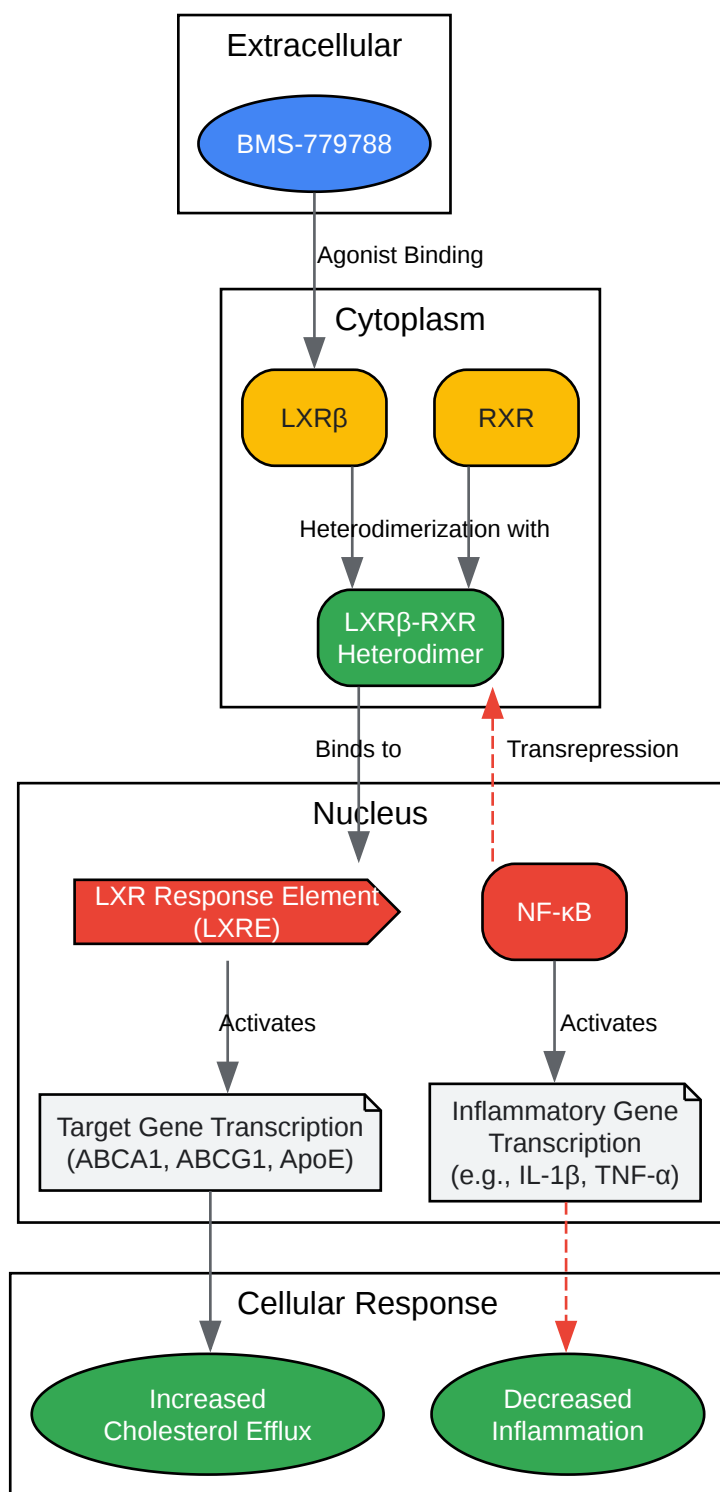 Extracellular
BMS-779788
Agonist Binding
Cytoplasm
LXRβ
RXR
Heterodimerization with
LXRβ-RXR
Heterodimer
Binds to
Transrepression
Nucleus
LXR Response Element
(LXRE)
NF-κB
Activates
Activates
Target Gene Transcription
(ABCA1, ABCG1, ApoE)
Inflammatory Gene
Transcription
(e.g., IL-1β, TNF-α)
Cellular Response
Increased
Cholesterol Efflux
Decreased
Inflammation